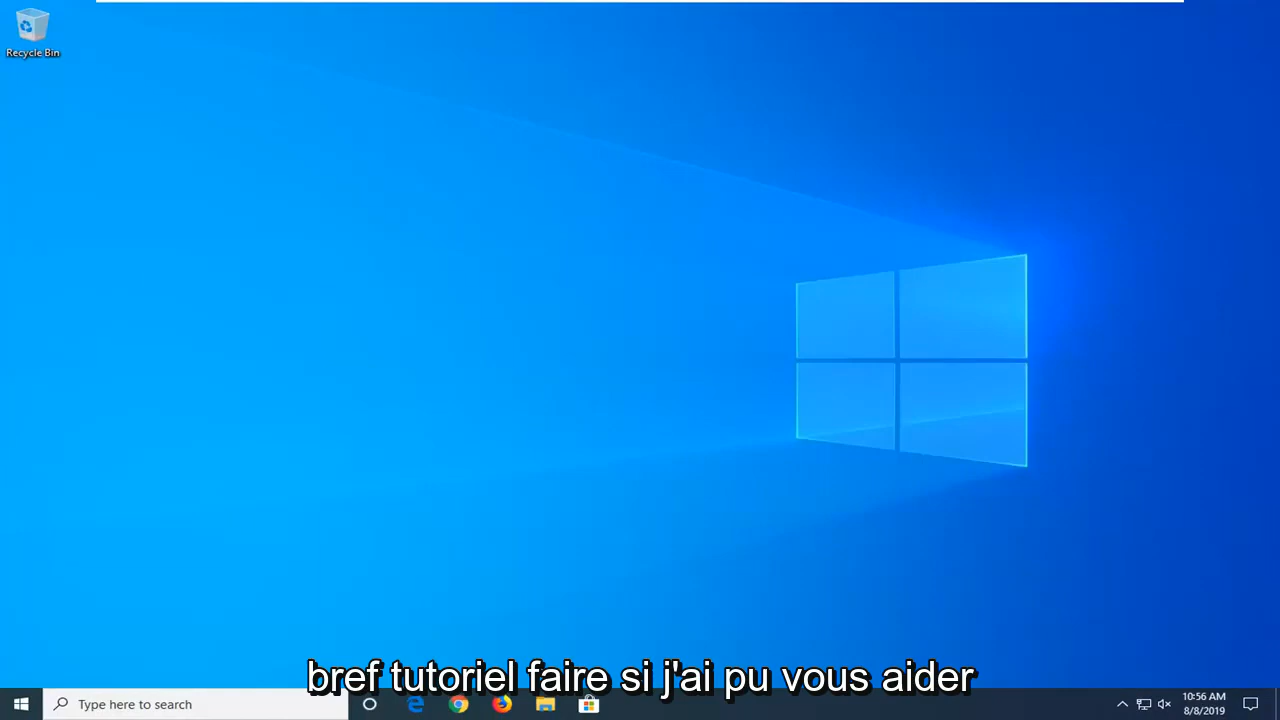 Recycle Bin
bref tutoriel faire si j'ai pu vous aider
Type here to search
10:56 AM
8/8/2019